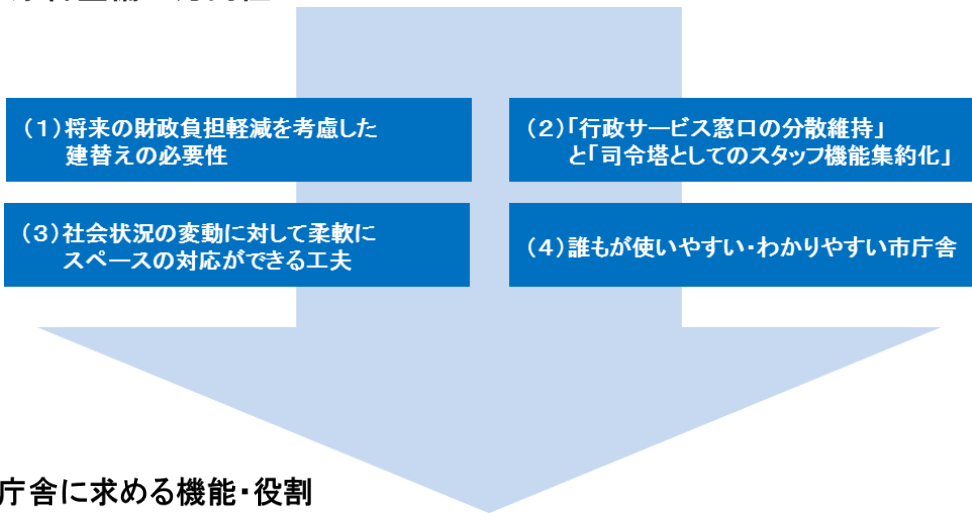 (1)将来の財政負担軽減を考慮した
建替えの必要性
(2)「行政サービス窓口の分散維持」
と「司令塔としてのスタッフ機能集約化」
(3)社会状況の変動に対して柔軟に
スペースの対応ができる工夫
(4)誰もが使いやすい・わかりやすい市庁舎
庁舎に求める機能・役割